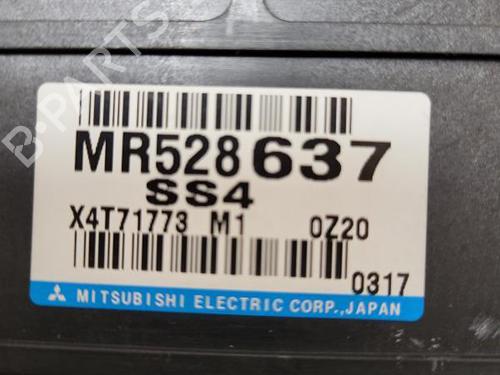 MR528637
SS4
X4T71773 M1 0Z20
0317
MITSUBISHI ELECTRIC CORP.,JAPAN
B-PARTS